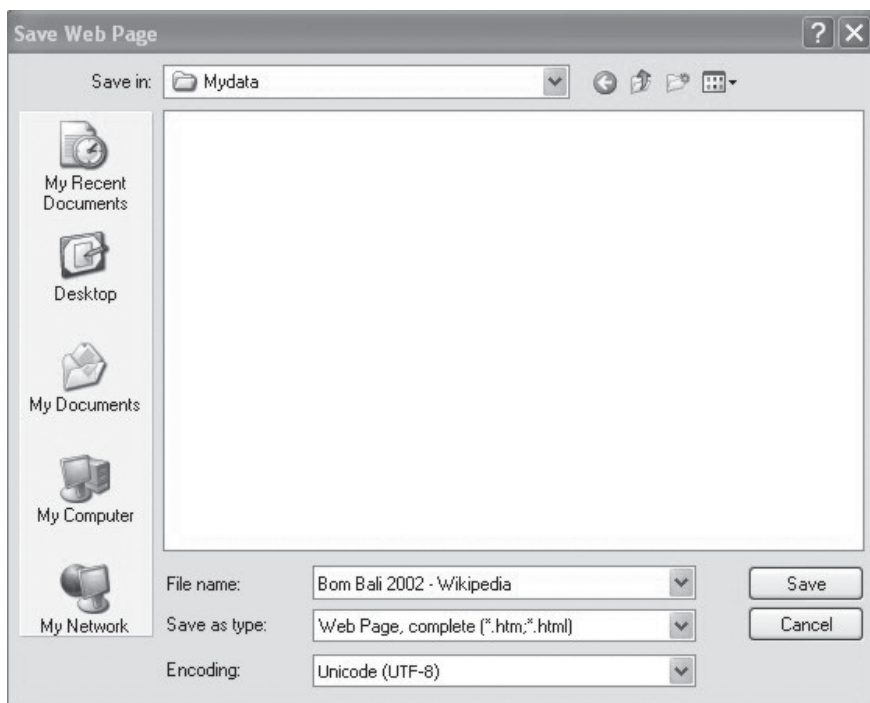 Save Web Page
Save in: Mydata
My Recent
Documents
Desktop
My Documents
My Computer
My Network
File name: Bom Bali 2002 - Wikipedia Save
Save as type: Web Page, complete (*.htm;*.html) Cancel
Encoding: Unicode (UTF-8)